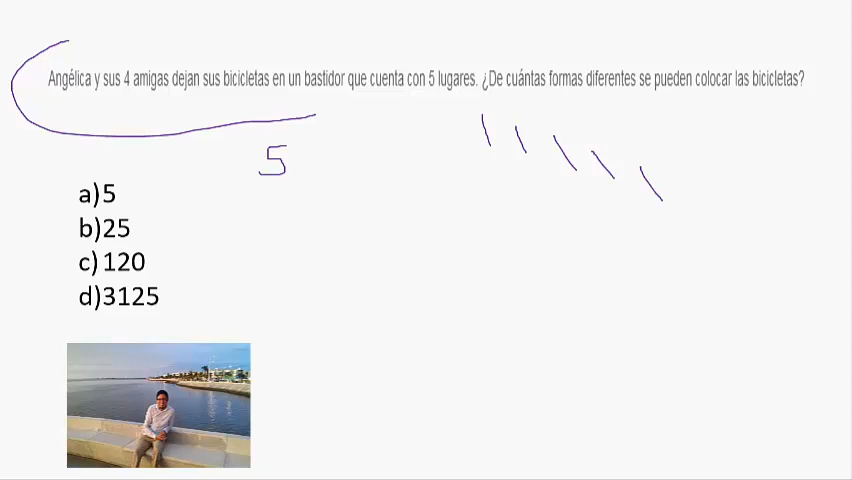 Angélica y sus 4 amigas dejan sus bicicletas en un bastidor que cuenta con 5 lugares. ¿De cuántas formas diferentes se pueden colocar las bicicletas?
5
a)5
b)25
c)120
d)3125